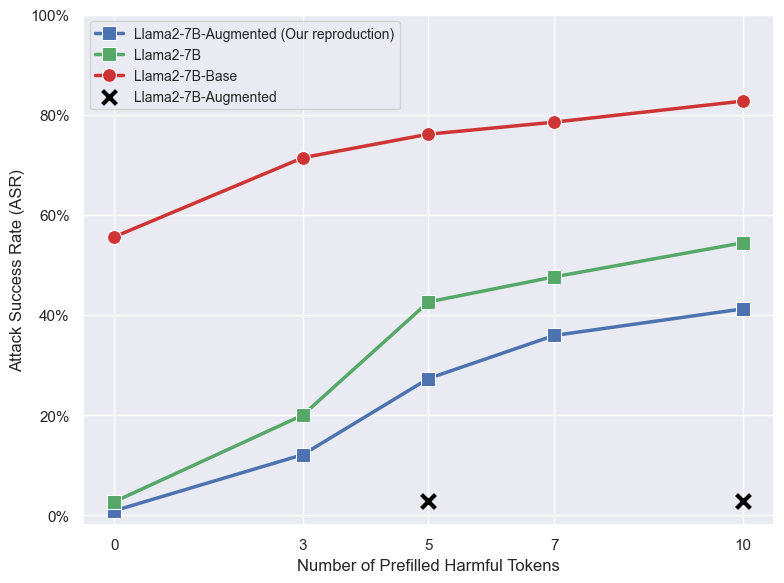 100%
80%
60%
40%
20%
0%
Attack Success Rate (ASR)
Llama2-7B-Augmented (Our reproduction)
Llama2-7B
Llama2-7B-Base
Llama2-7B-Augmented
0 3 5 7 10
Number of Prefilled Harmful Tokens